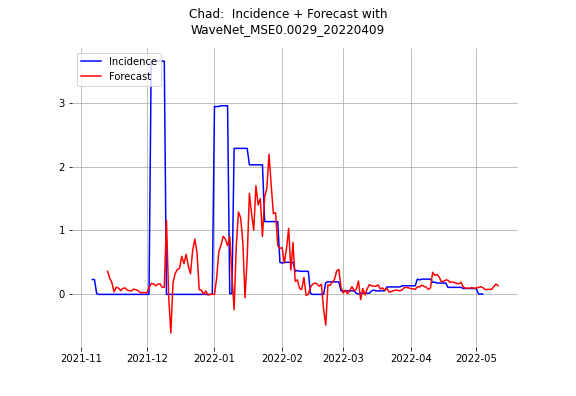 Chad:  Incidence + Forecast with
WaveNet_MSE0.0029_20220409
Incidence
Forecast
3
2
1
0
2021-11 2021-12 2022-01 2022-02 2022-03 2022-04 2022-05